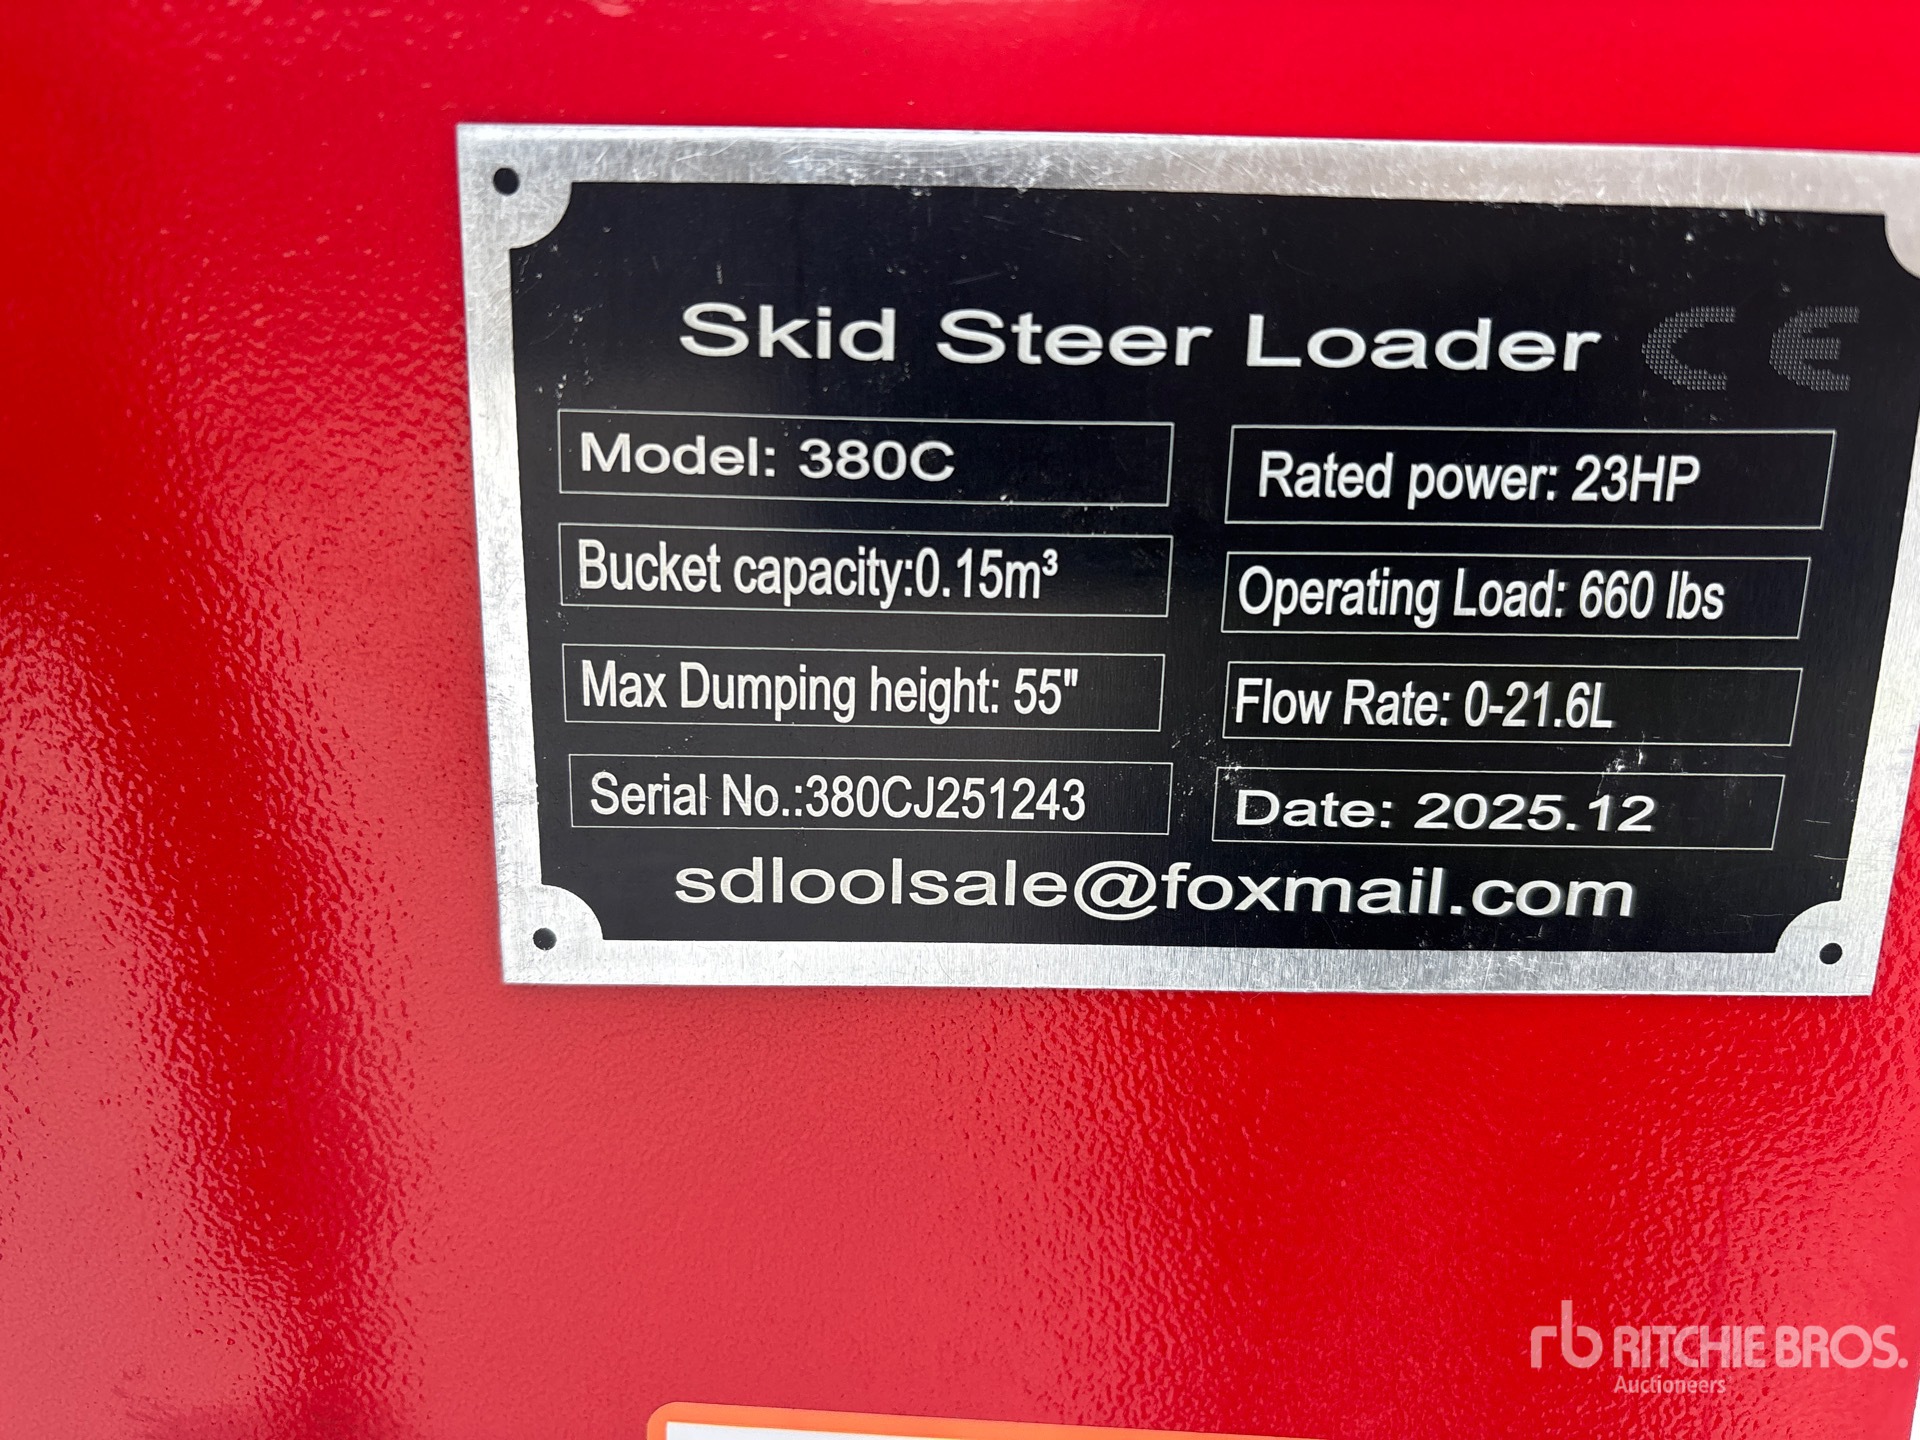 Skid Steer Loader CE
Model: 380C
Rated power: 23HP
Bucket capacity:0.15m³
Operating Load: 660 lbs
Max Dumping height: 55"
Flow Rate: 0-21.6L
Serial No.:380CJ251243
Date: 2025.12
sdloolsale@foxmail.com
rb RITCHIE BROS.
Auctioneers